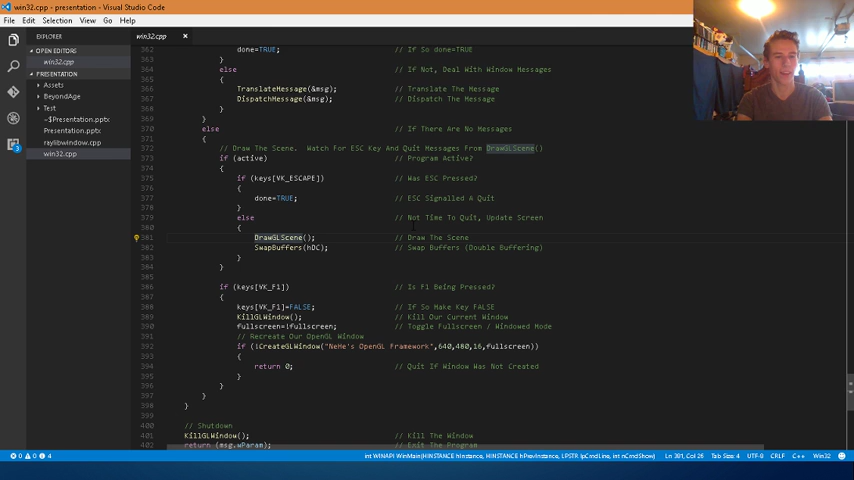 win32.cpp - presentation - Visual Studio Code
File Edit Selection View Go Help
EXPLORER
OPEN EDITORS
win32.cpp
PRESENTATION
Assets
BeyondAge
Test
~$Presentation.pptx
Presentation.pptx
raylibwindow.cpp
win32.cpp
3
win32.cpp ×
362 done=TRUE; // If So done=TRUE
363 }
364 else // If Not, Deal With Window Messages
365 {
366 TranslateMessage(&msg); // Translate The Message
367 DispatchMessage(&msg); // Dispatch The Message
368 }
369 }
370 else // If There Are No Messages
371 {
372 // Draw The Scene. Watch For ESC Key And Quit Messages From DrawGLScene()
373 if (active) // Program Active?
374 {
375 if (keys[VK_ESCAPE]) // Was ESC Pressed?
376 {
377 done=TRUE; // ESC Signalled A Quit
378 }
379 else // Not Time To Quit, Update Screen
380 {
381 DrawGLScene(); // Draw The Scene
382 SwapBuffers(hDC); // Swap Buffers (Double Buffering)
383 }
384 }
385
386 if (keys[VK_F1]) // Is F1 Being Pressed?
387 {
388 keys[VK_F1]=FALSE; // If So Make Key FALSE
389 KillGLWindow(); // Kill Our Current Window
390 fullscreen=!fullscreen; // Toggle Fullscreen / Windowed Mode
391 // Recreate Our OpenGL Window
392 if (!CreateGLWindow("NeHe's OpenGL Framework",640,480,16,fullscreen))
393 {
394 return 0; // Quit If Window Was Not Created
395 }
396 }
397 }
398 }
399
400 // Shutdown
401 KillGLWindow(); // Kill The Window
402 return (msg.wParam); // Exit The Program
0 0 4 int WINAPI WinMain(HINSTANCE hInstance, HINSTANCE hPrevInstance, LPSTR lpCmdLine, int nCmdShow) Ln 381, Col 26 Tab Size: 4 UTF-8 CRLF C++ Win32